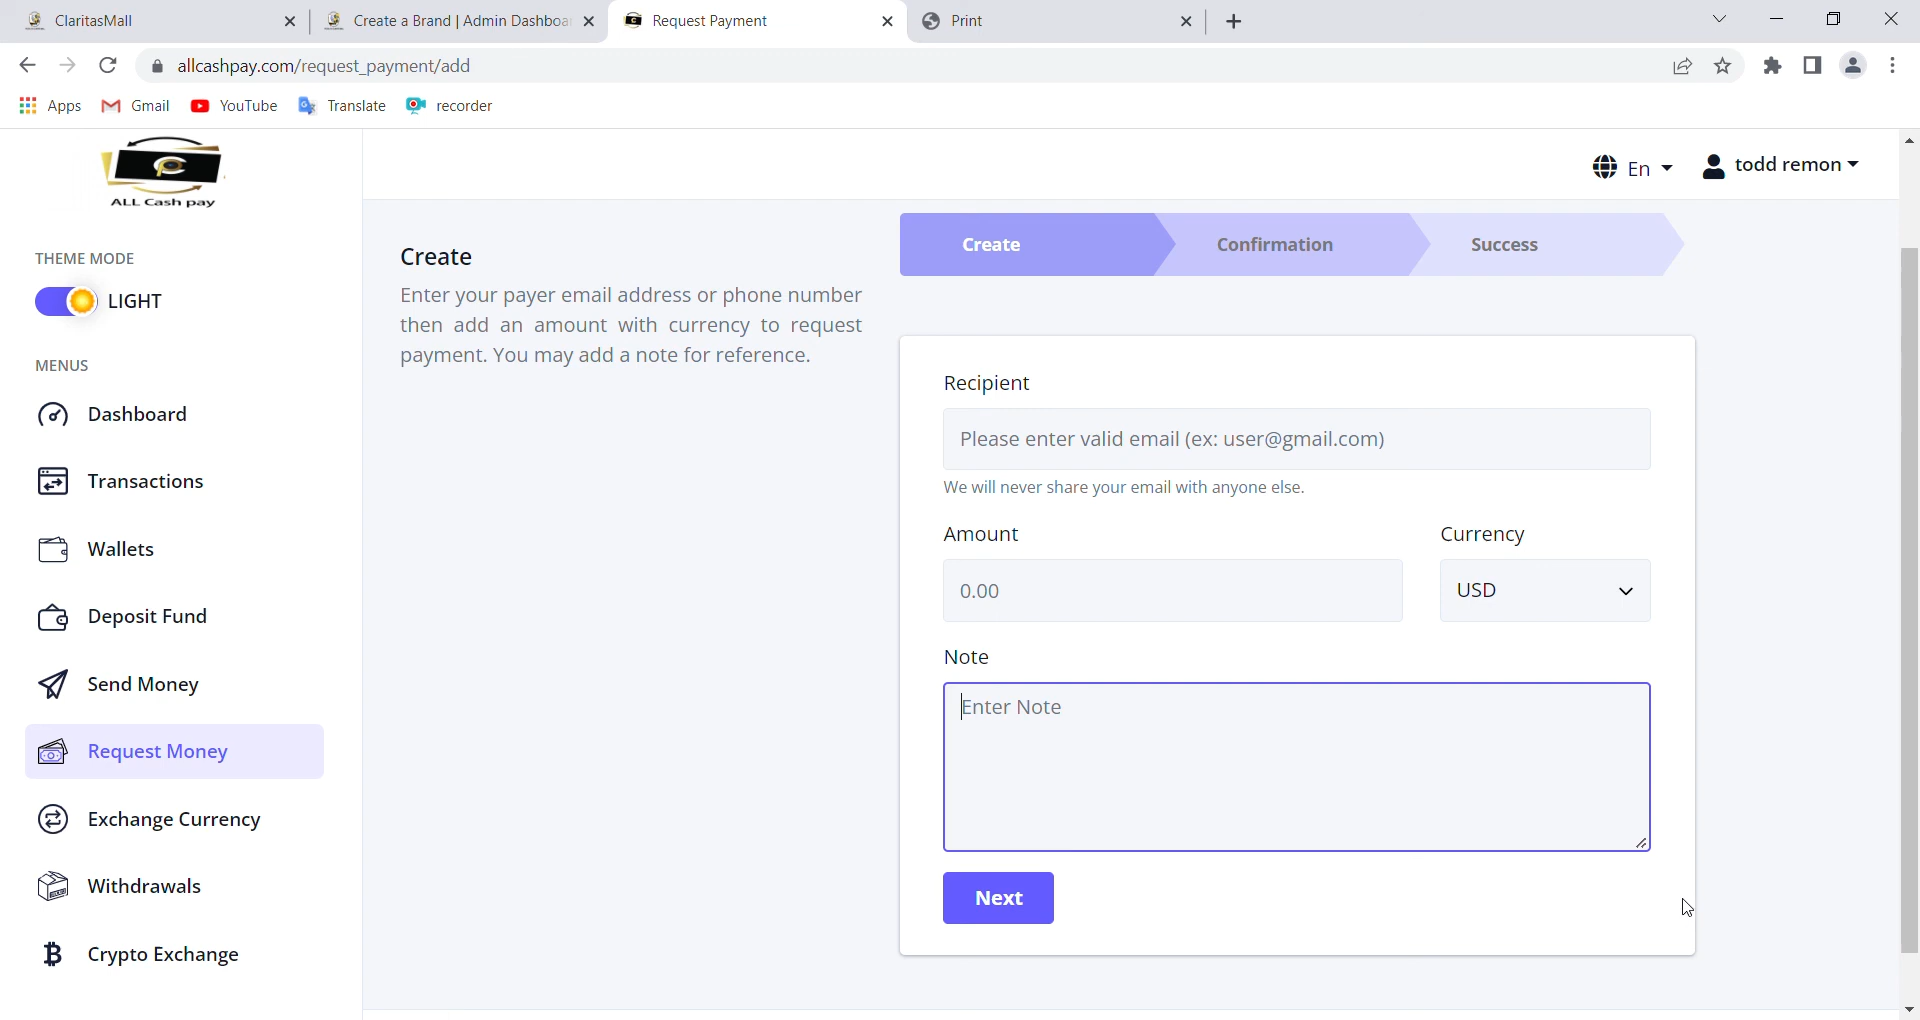 ClaritasMall
Create a Brand | Admin Dashboa
Request Payment
Print
allcashpay.com/request_payment/add
Apps
Gmail
YouTube
Translate
recorder
ALL Cash pay
En
todd remon
THEME MODE
LIGHT
MENUS
Dashboard
Transactions
Wallets
Deposit Fund
Send Money
Request Money
Exchange Currency
Withdrawals
Crypto Exchange
Create
Enter your payer email address or phone number
then add an amount with currency to request
payment. You may add a note for reference.
Create
Confirmation
Success
Recipient
Please enter valid email (ex: user@gmail.com)
We will never share your email with anyone else.
Amount
Currency
0.00
USD
Note
Enter Note
Next